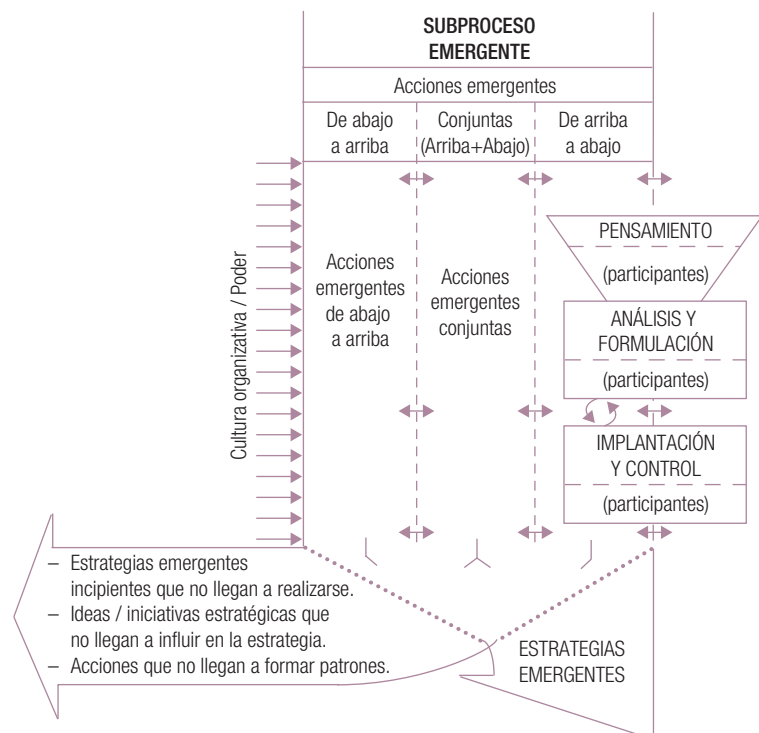 SUBPROCESO
EMERGENTE
Acciones emergentes
De abajo
a arriba
Conjuntas
(Arriba+Abajo)
De arriba
a abajo
Cultura organizativa / Poder
Acciones
emergentes
de abajo
a arriba
Acciones
emergentes
conjuntas
PENSAMIENTO
(participantes)
ANÁLISIS Y
FORMULACIÓN
(participantes)
IMPLANTACIÓN
Y CONTROL
(participantes)
– Estrategias emergentes
incipientes que no llegan a realizarse.
– Ideas / iniciativas estratégicas que
no llegan a influir en la estrategia.
– Acciones que no llegan a formar patrones.
ESTRATEGIAS
EMERGENTES